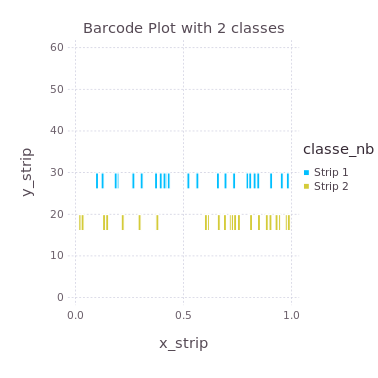 Barcode Plot with 2 classes
60
50
40
30
20
10
0
y_strip
0.0
0.5
1.0
x_strip
classe_nb
Strip 1
Strip 2